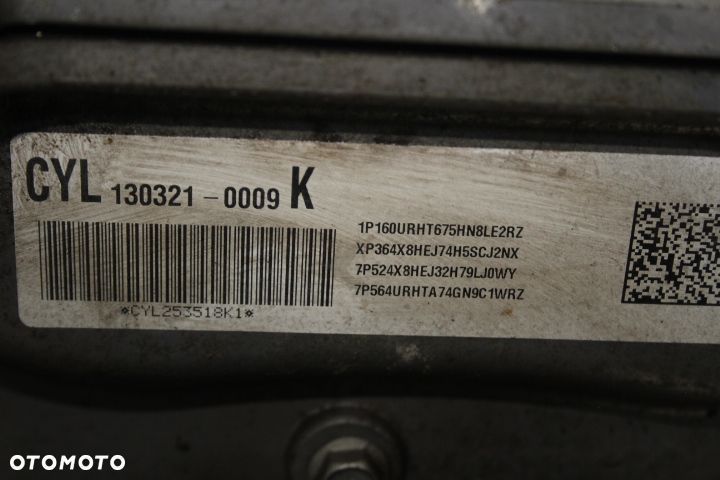 CYL 130321 - 0009 K
1P160URHT675HN8LE2RZ
XP364X8HEJ74H5SCJ2NX
7P524X8HEJ32H79LJ0WY
7P564URHTA74GN9C1WRZ
*CYL253518K1*
OTOMOTO